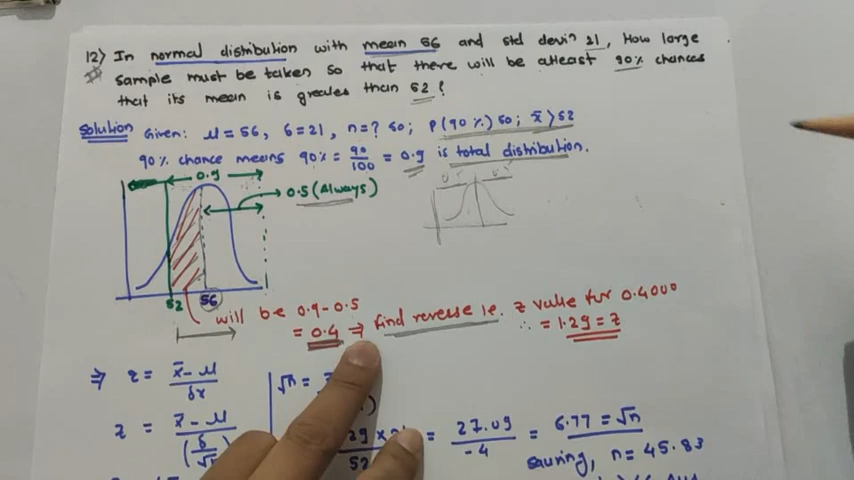 12) In normal distribution with mean 56 and std devin 21, How large
sample must be taken so that there will be atleast 90% chances
that its mean is greater than 52?
Solution Given: μ = 56, σ = 21, n = ? so; P(90%) so; x̄ > 52
90% chance means 90% = 90/100 = 0.9 is total distribution.
0.9
0.5 (Always)
52 56
will be 0.9 - 0.5
= 0.4 ⇒ find reverse i.e. z value for 0.4000
∴ = 1.29 = z
⇒ z = x̄ - μ / σx̄
√n =
z = x̄ - μ / (σ/√n)
52
= 27.09 / -4 = 6.77 = √n
n = 45.83